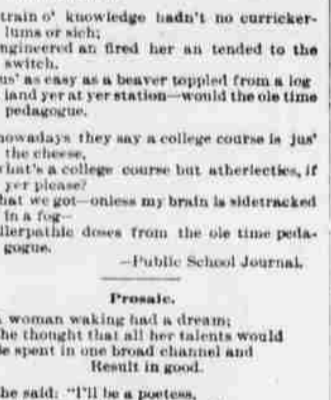 train o' knowledge hadn't no curricker-
lums or sich;
ngineered an fired her an tended to the
switch.
us' as easy as a beaver toppled from a log
land yer at yer station—would the ole time
pedagogue.
nowadays they say a college course is jus'
the cheese,
hat's a college course but atherlectics, if
yer please?
hat we got—onless my brain is sidetracked
in a fog—
llerpathic doses from the ole time peda-
gogue.
—Public School Journal.
Prosaic.
woman waking had a dream;
he thought that all her talents would
e spent in one broad channel and
Result in good.
he said: "I'll be a poetess,